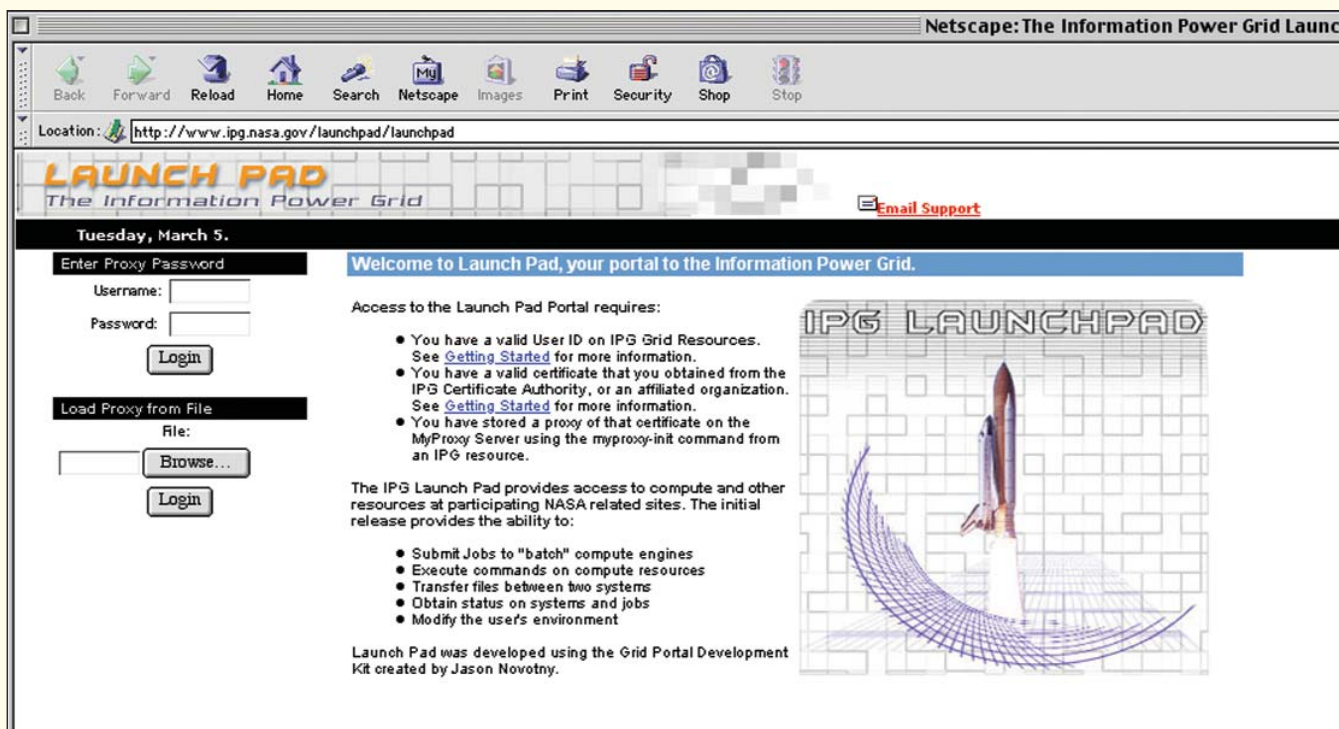 Netscape: The Information Power Grid Launc
Back Forward Reload Home Search Netscape Images Print Security Shop Stop
My
Location: http://www.ipg.nasa.gov/launchpad/launchpad
LAUNCH PAD
The Information Power Grid
Email Support
Tuesday, March 5.
Enter Proxy Password
Username:
Password:
Login
Load Proxy from File
File:
Browse...
Login
Welcome to Launch Pad, your portal to the Information Power Grid.
Access to the Launch Pad Portal requires:
● You have a valid User ID on IPG Grid Resources.
See Getting Started for more information.
● You have a valid certificate that you obtained from the
IPG Certificate Authority, or an affiliated organization.
See Getting Started for more information.
● You have stored a proxy of that certificate on the
MyProxy Server using the myproxy-init command from
an IPG resource.
The IPG Launch Pad provides access to compute and other
resources at participating NASA related sites. The initial
release provides the ability to:
● Submit Jobs to "batch" compute engines
● Execute commands on compute resources
● Transfer files between two systems
● Obtain status on systems and jobs
● Modify the user's environment
Launch Pad was developed using the Grid Portal Development
Kit created by Jason Novotny.
IPG LAUNCHPAD